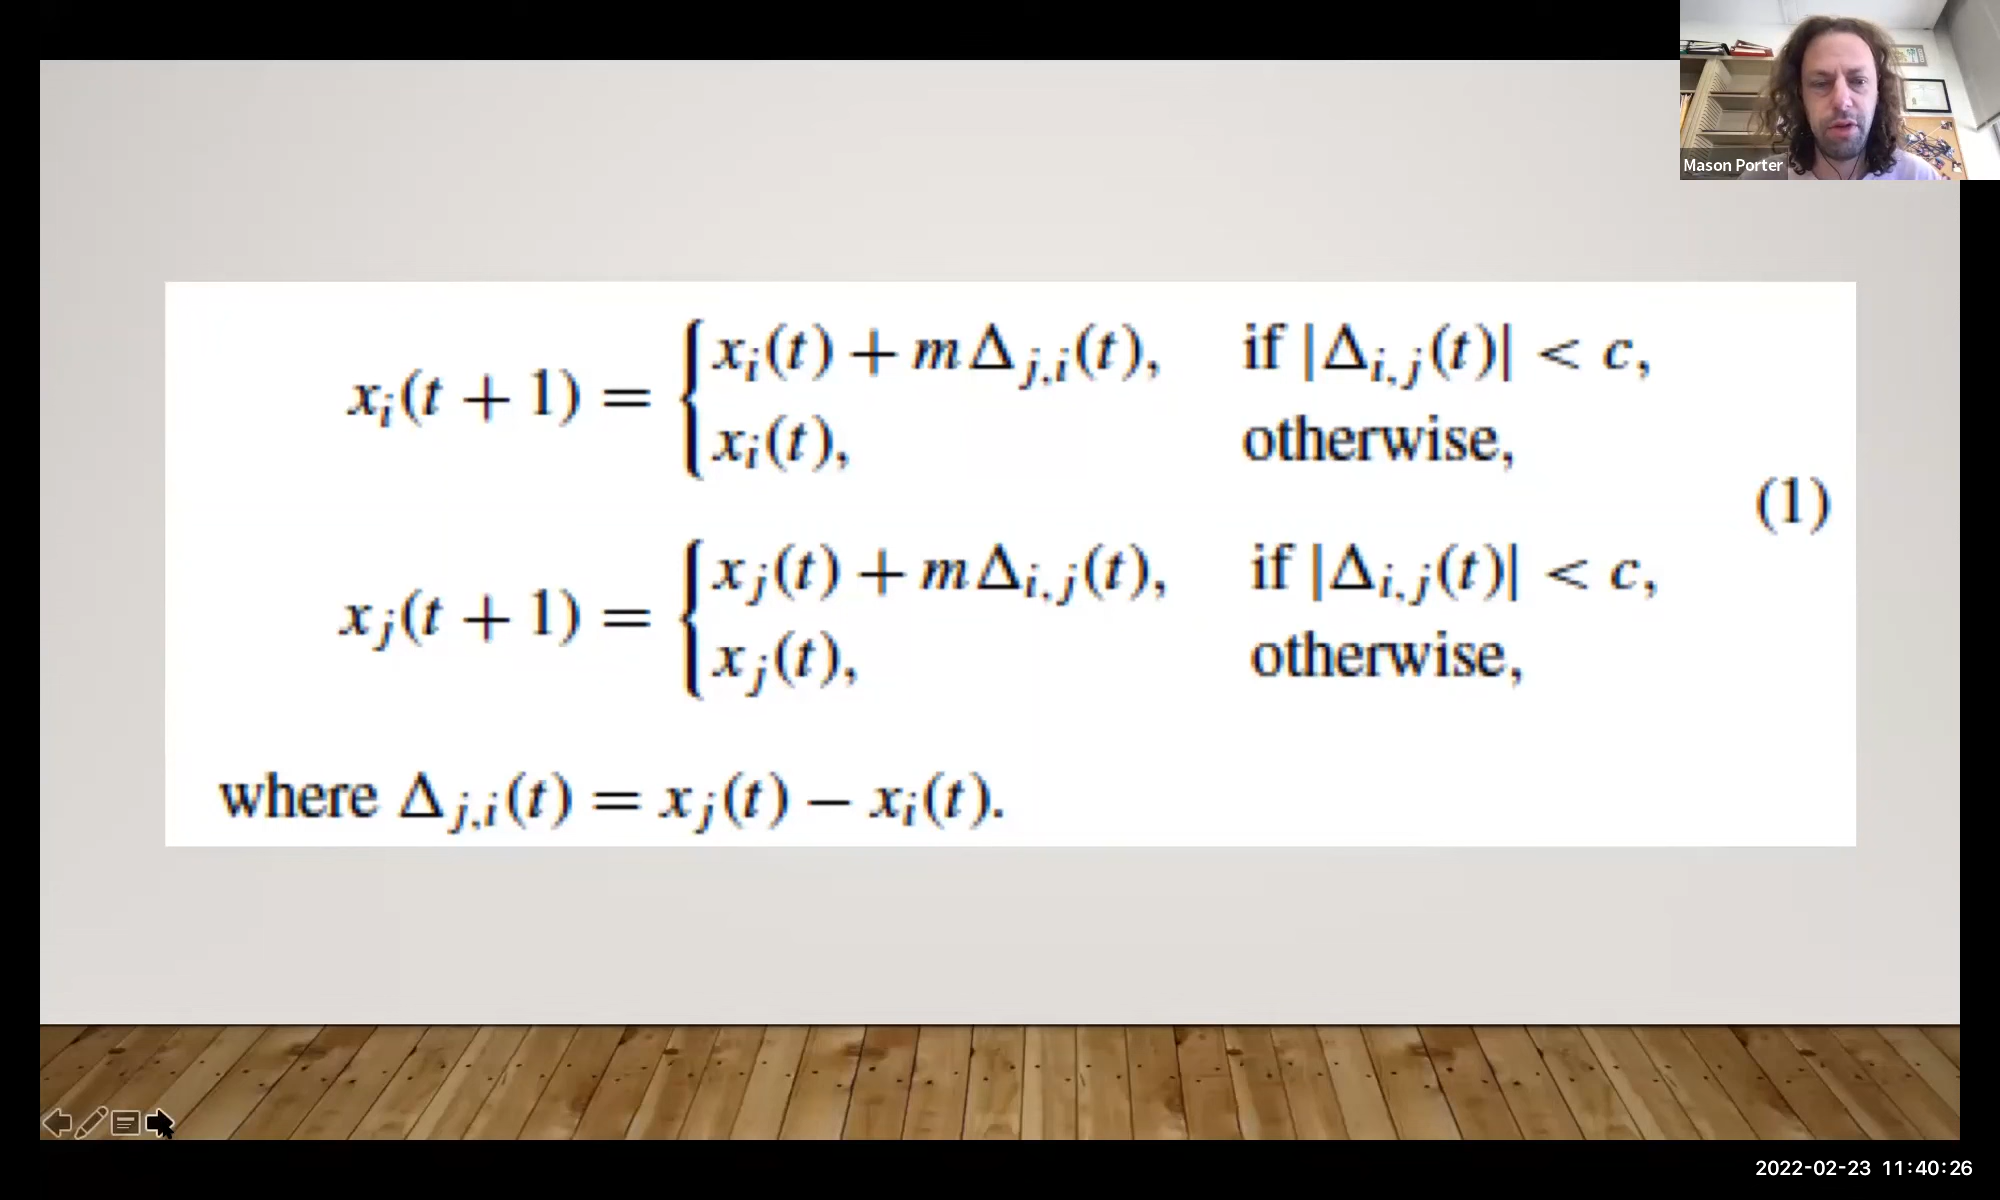 Mason Porter
x_i(t + 1) = { x_i(t) + mΔ_{j,i}(t), if |Δ_{i,j}(t)| < c,
x_i(t), otherwise,
(1)
x_j(t + 1) = { x_j(t) + mΔ_{i,j}(t), if |Δ_{i,j}(t)| < c,
x_j(t), otherwise,
where Δ_{j,i}(t) = x_j(t) − x_i(t).
2022-02-23 11:40:26